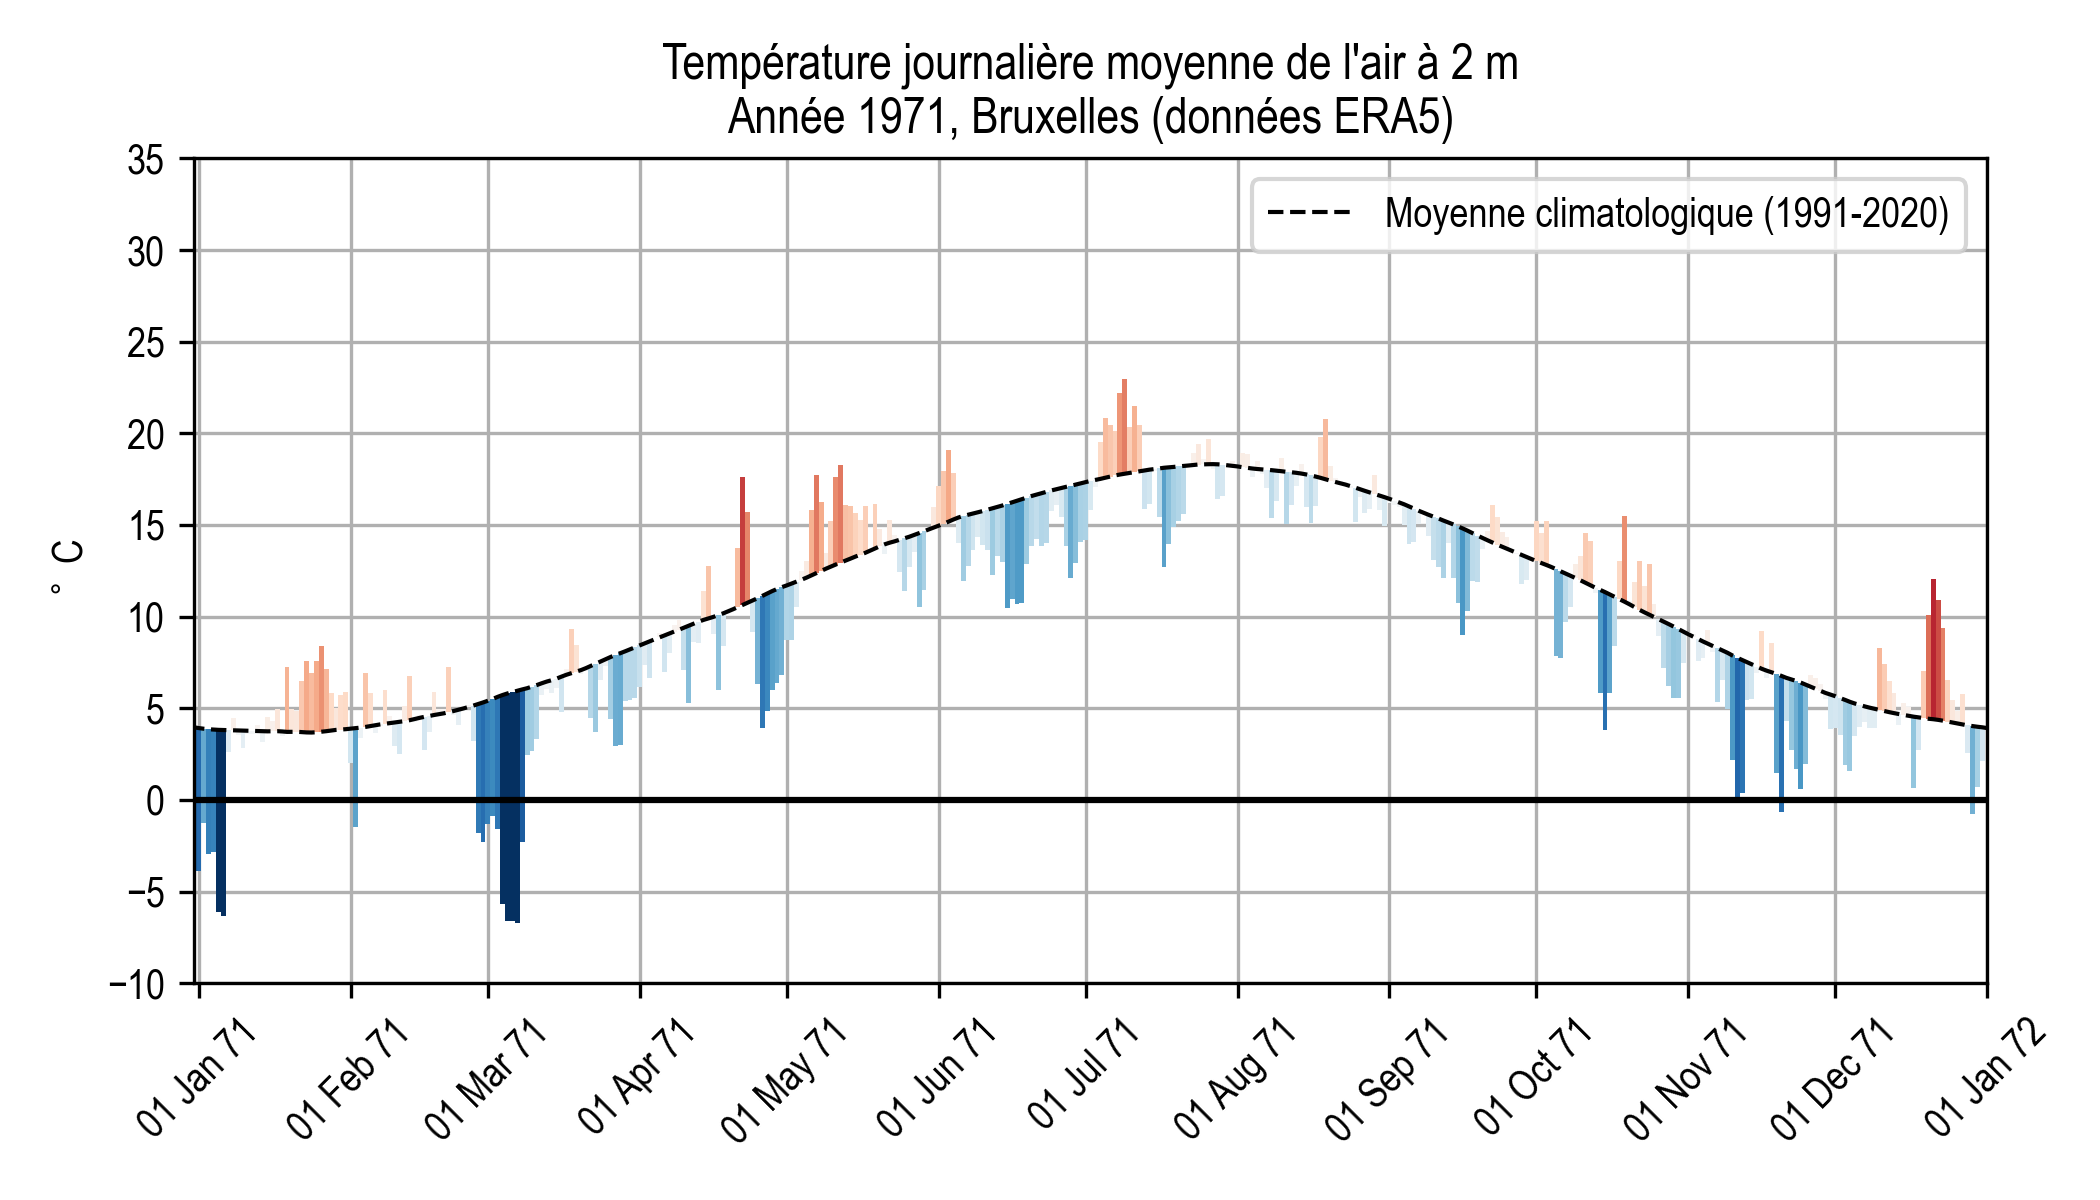 Température journalière moyenne de l'air à 2 m
Année 1971, Bruxelles (données ERA5)
Moyenne climatologique (1991-2020)
° C
35
30
25
20
15
10
5
0
−5
−10
01 Jan 71
01 Feb 71
01 Mar 71
01 Apr 71
01 May 71
01 Jun 71
01 Jul 71
01 Aug 71
01 Sep 71
01 Oct 71
01 Nov 71
01 Dec 71
01 Jan 72